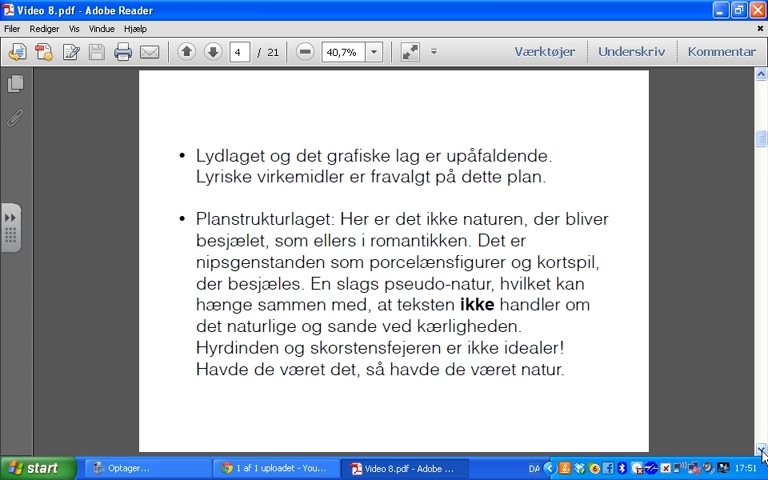 Video 8.pdf - Adobe Reader
Filer Rediger Vis Vindue Hjælp
4 / 21 40,7% Værktøjer Underskriv Kommentar
• Lydlaget og det grafiske lag er upåfaldende.
Lyriske virkemidler er fravalgt på dette plan.
• Planstrukturlaget: Her er det ikke naturen, der bliver
besjælet, som ellers i romantikken. Det er
nipsgenstanden som porcelænsfigurer og kortspil,
der besjæles. En slags pseudo-natur, hvilket kan
hænge sammen med, at teksten ikke handler om
det naturlige og sande ved kærligheden.
Hyrdinden og skorstensfejeren er ikke idealer!
Havde de været det, så havde de været natur.
start Optager... 1 af 1 uploadet - You... Video 8.pdf - Adobe ... DA 17:51